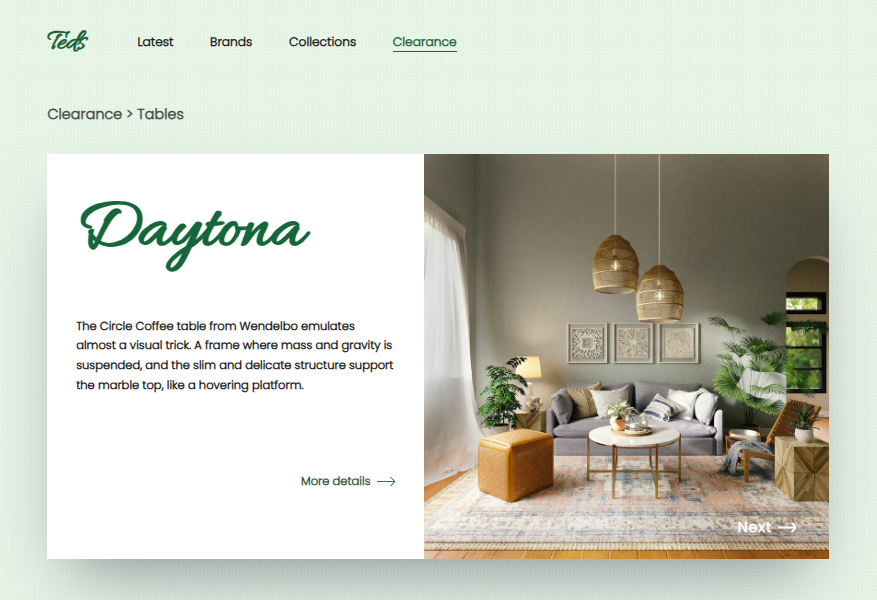 Teds
Latest
Brands
Collections
Clearance
Clearance > Tables
Daytona
The Circle Coffee table from Wendelbo emulates
almost a visual trick. A frame where mass and gravity is
suspended, and the slim and delicate structure support
the marble top, like a hovering platform.
More details
Next